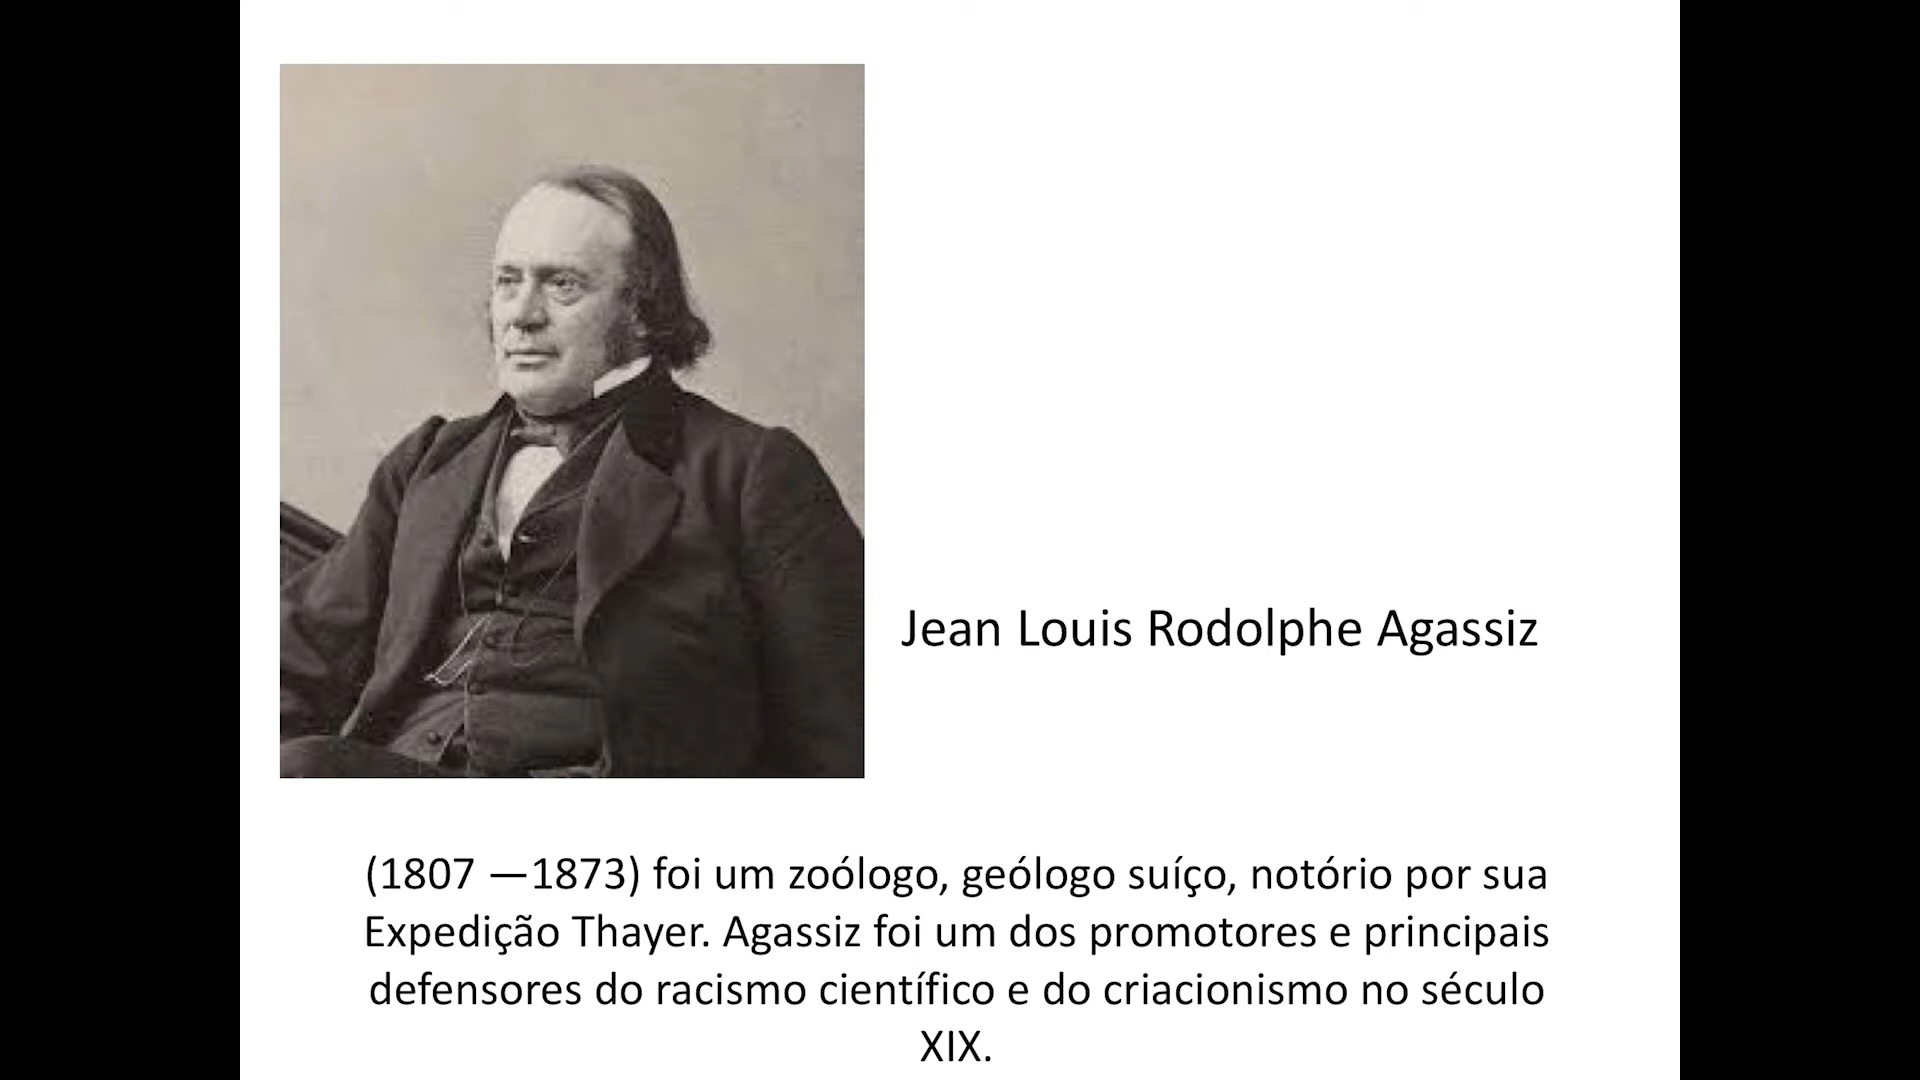 Jean Louis Rodolphe Agassiz
(1807 —1873) foi um zoólogo, geólogo suíço, notório por sua
Expedição Thayer. Agassiz foi um dos promotores e principais
defensores do racismo científico e do criacionismo no século
XIX.